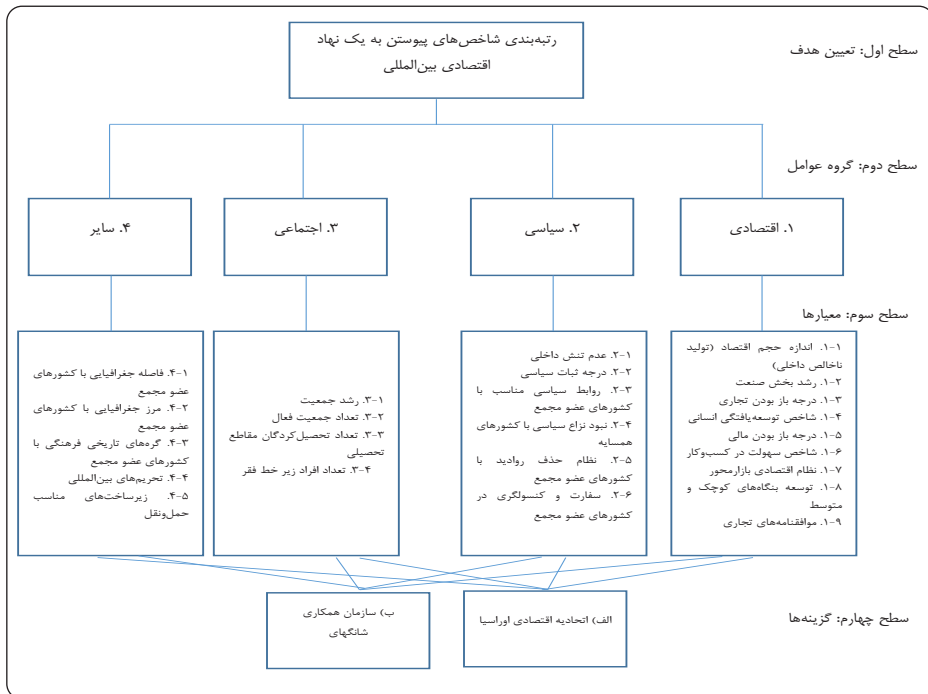 رتبه‌بندی شاخص‌های پیوستن به یک نهاد
اقتصادی بین‌المللی
سطح اول: تعیین هدف
سطح دوم: گروه عوامل
۱. اقتصادی
۲. سیاسی
۳. اجتماعی
۴. سایر
سطح سوم: معیارها
۱-۱. اندازه حجم اقتصاد (تولید
ناخالص داخلی)
۱-۲. رشد بخش صنعت
۱-۳. درجه باز بودن تجاری
۱-۴. شاخص توسعه‌یافتگی انسانی
۱-۵. درجه باز بودن مالی
۱-۶. شاخص سهولت در کسب‌وکار
۱-۷. نظام اقتصادی بازارمحور
۱-۸. توسعه بنگاه‌های کوچک و
متوسط
۱-۹. موافقنامه‌های تجاری
۲-۱. عدم تنش داخلی
۲-۲. درجه ثبات سیاسی
۲-۳. روابط سیاسی مناسب با
کشورهای عضو مجمع
۲-۴. نبود نزاع سیاسی با کشورهای
همسایه
۲-۵. نظام حذف روادید با
کشورهای عضو مجمع
۲-۶. سفارت و کنسولگری در
کشورهای عضو مجمع
۳-۱. رشد جمعیت
۳-۲. تعداد جمعیت فعال
۳-۳. تعداد تحصیل‌کردگان مقاطع
تحصیلی
۳-۴. تعداد افراد زیر خط فقر
۴-۱. فاصله جغرافیایی با کشورهای
عضو مجمع
۴-۲. مرز جغرافیایی با کشورهای
عضو مجمع
۴-۳. گره‌های تاریخی فرهنگی با
کشورهای عضو مجمع
۴-۴. تحریم‌های بین‌المللی
۴-۵. زیرساخت‌های مناسب
حمل‌ونقل
سطح چهارم: گزینه‌ها
الف) اتحادیه اقتصادی اوراسیا
ب) سازمان همکاری
شانگهای